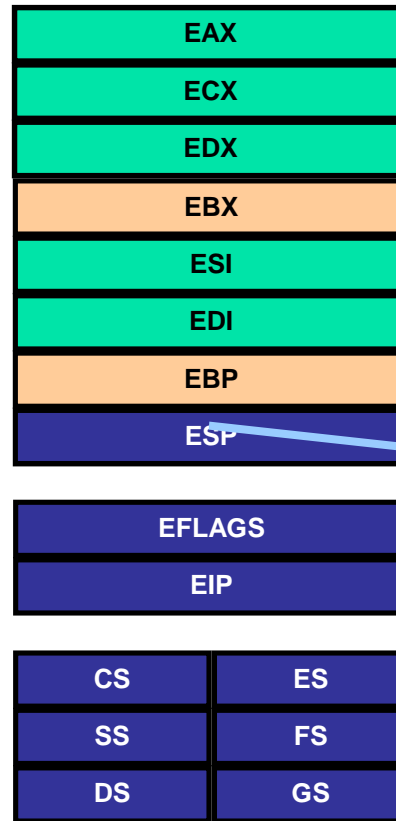 EAX
ECX
EDX
EBX
ESI
EDI
EBP
ESP
EFLAGS
EIP
CS ES
SS FS
DS GS